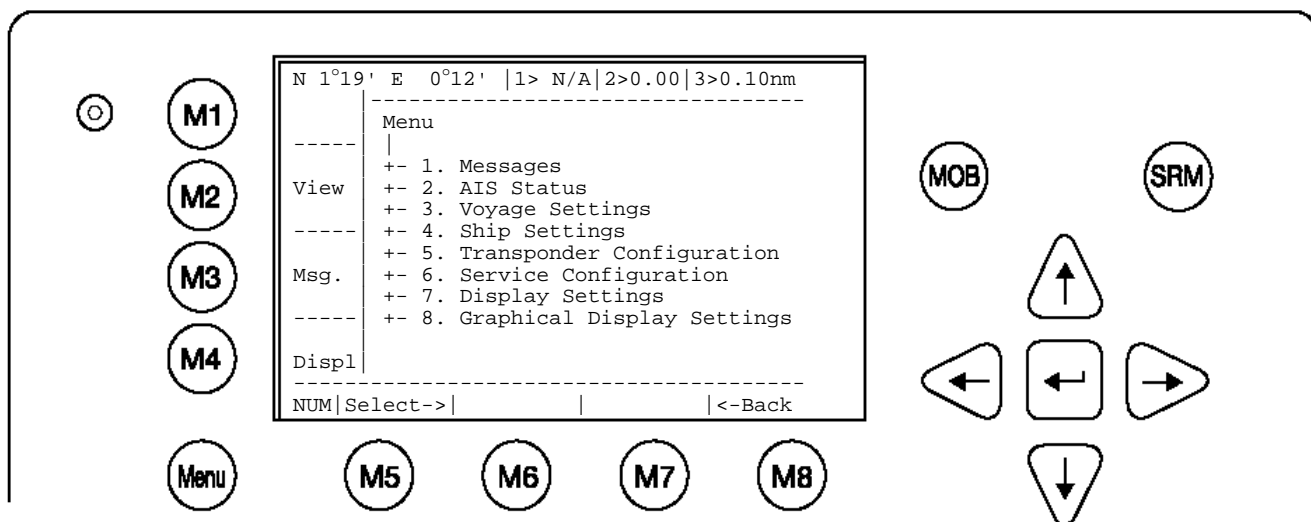 N 1°19' E 0°12' |1> N/A|2>0.00|3>0.10nm
M1
Menu
MOB
SRM
+- 1. Messages
M2
View
+- 2. AIS Status
+- 3. Voyage Settings
+- 4. Ship Settings
+- 5. Transponder Configuration
M3
Msg.
+- 6. Service Configuration
+- 7. Display Settings
+- 8. Graphical Display Settings
M4
Displ
NUM|Select->| | |<-Back
Menu
M5
M6
M7
M8